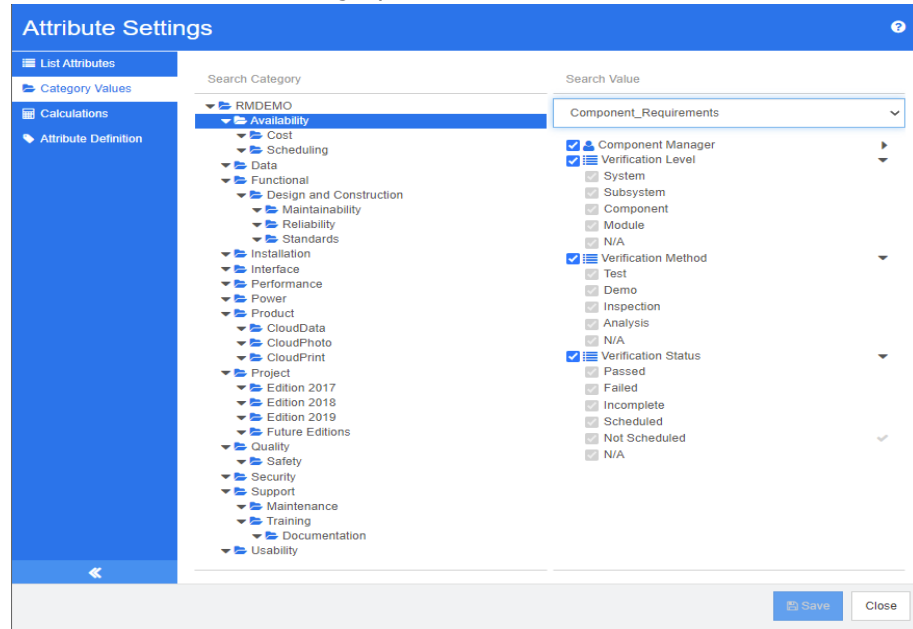 Attribute Settings
List Attributes
Category Values
Calculations
Attribute Definition
Search Category
RMDEMO
Availability
Cost
Scheduling
Data
Functional
Design and Construction
Maintainability
Reliability
Standards
Installation
Interface
Performance
Power
Product
CloudData
CloudPhoto
CloudPrint
Project
Edition 2017
Edition 2018
Edition 2019
Future Editions
Quality
Safety
Security
Support
Maintenance
Training
Documentation
Usability
Search Value
Component_Requirements
Component Manager
Verification Level
System
Subsystem
Component
Module
N/A
Verification Method
Test
Demo
Inspection
Analysis
N/A
Verification Status
Passed
Failed
Incomplete
Scheduled
Not Scheduled
N/A
Save
Close